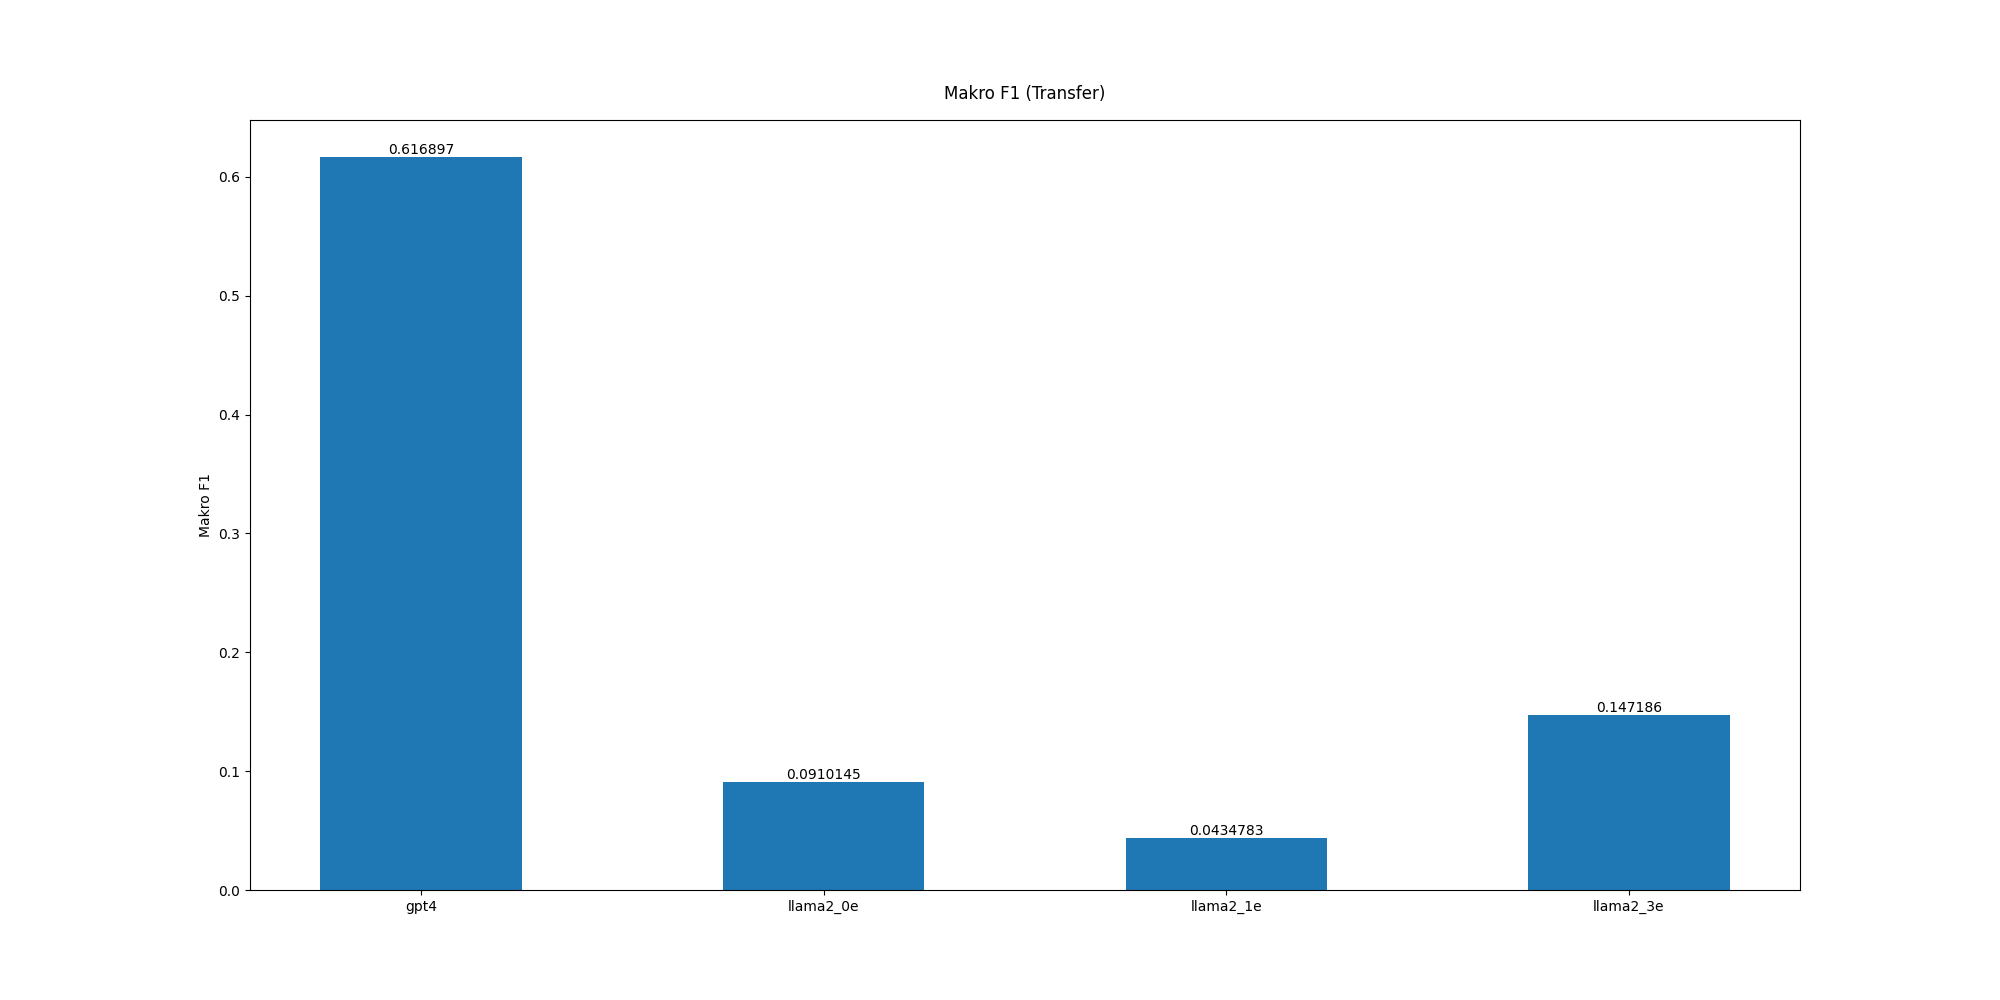 Makro F1 (Transfer)
Makro F1
0.6
0.5
0.4
0.3
0.2
0.1
0.0
0.616897
0.0910145
0.0434783
0.147186
gpt4
llama2_0e
llama2_1e
llama2_3e